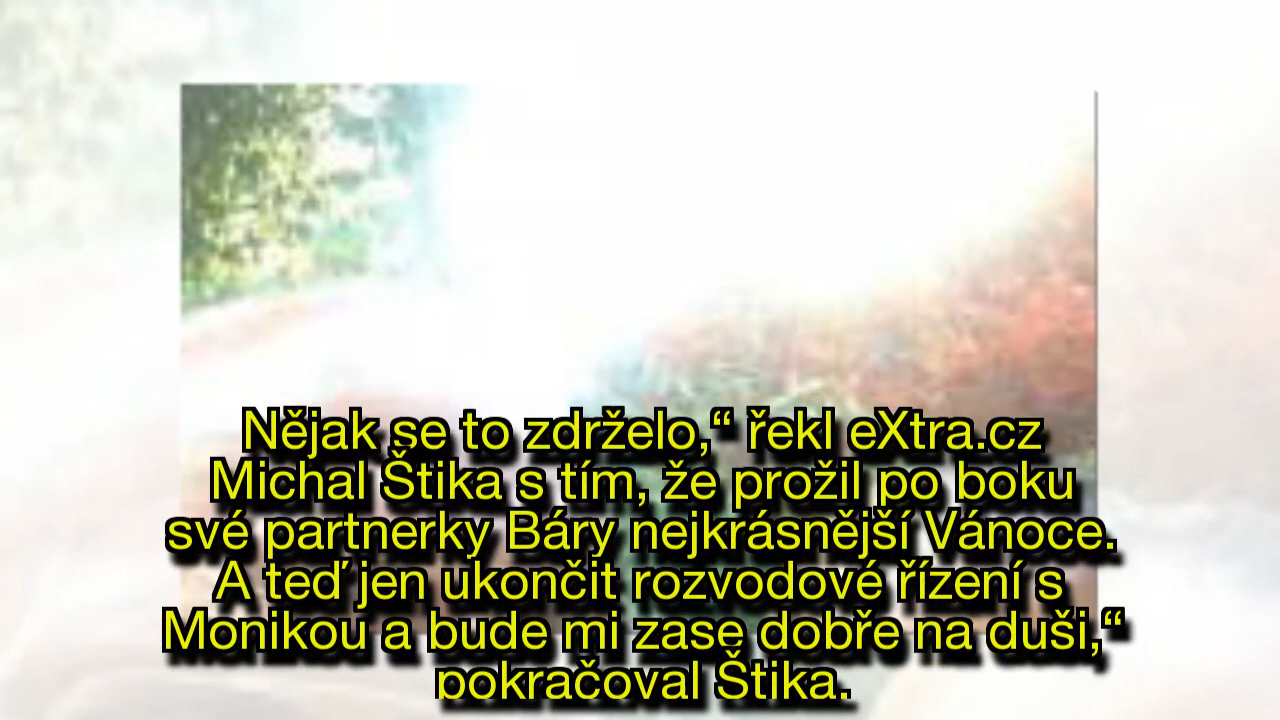 Nějak se to zdrželo,“ řekl eXtra.cz
Michal Štika s tím, že prožil po boku
své partnerky Báry nejkrásnější Vánoce.
A teď jen ukončit rozvodové řízení s
Monikou a bude mi zase dobře na duši,“
pokračoval Štika.